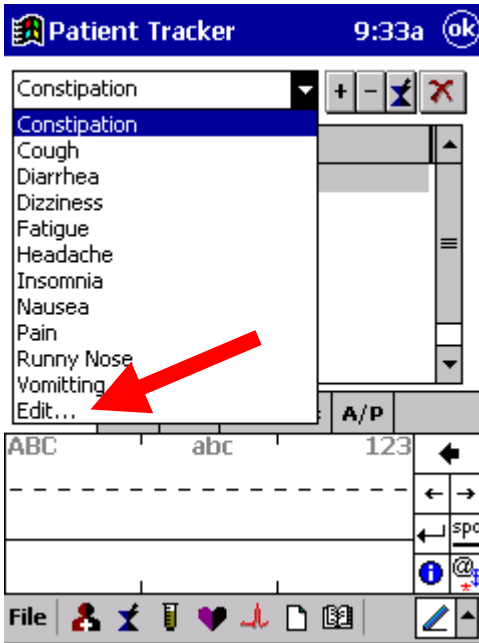 Patient Tracker 9:33a ok
Constipation + -
Constipation
Cough
Diarrhea
Dizziness
Fatigue
Headache
Insomnia
Nausea
Pain
Runny Nose
Vomitting
Edit...
A/P
ABC abc 123
spc
@
*
File